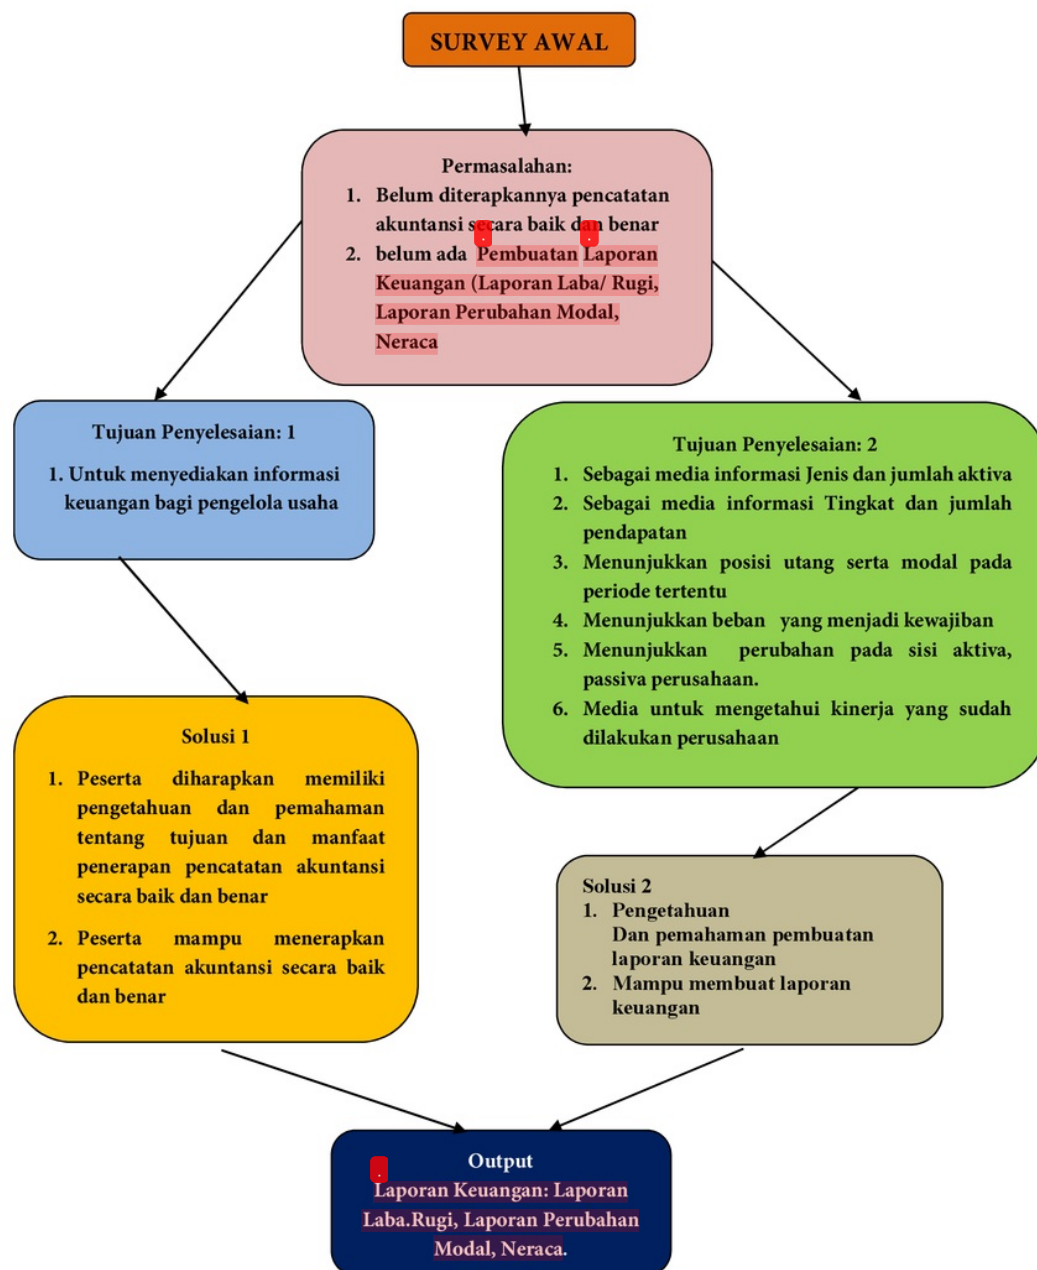 SURVEY AWAL
Permasalahan:
1. Belum diterapkannya pencatatan
akuntansi secara baik dan benar
2. belum ada Pembuatan Laporan
Keuangan (Laporan Laba/ Rugi,
Laporan Perubahan Modal,
Neraca
Tujuan Penyelesaian: 1
1. Untuk menyediakan informasi
keuangan bagi pengelola usaha
Tujuan Penyelesaian: 2
1. Sebagai media informasi Jenis dan jumlah aktiva
2. Sebagai media informasi Tingkat dan jumlah
pendapatan
3. Menunjukkan posisi utang serta modal pada
periode tertentu
4. Menunjukkan beban yang menjadi kewajiban
5. Menunjukkan perubahan pada sisi aktiva,
passiva perusahaan.
6. Media untuk mengetahui kinerja yang sudah
dilakukan perusahaan
Solusi 1
1. Peserta diharapkan memiliki
pengetahuan dan pemahaman
tentang tujuan dan manfaat
penerapan pencatatan akuntansi
secara baik dan benar
2. Peserta mampu menerapkan
pencatatan akuntansi secara baik
dan benar
Solusi 2
1. Pengetahuan
Dan pemahaman pembuatan
laporan keuangan
2. Mampu membuat laporan
keuangan
Output
Laporan Keuangan: Laporan
Laba.Rugi, Laporan Perubahan
Modal, Neraca.